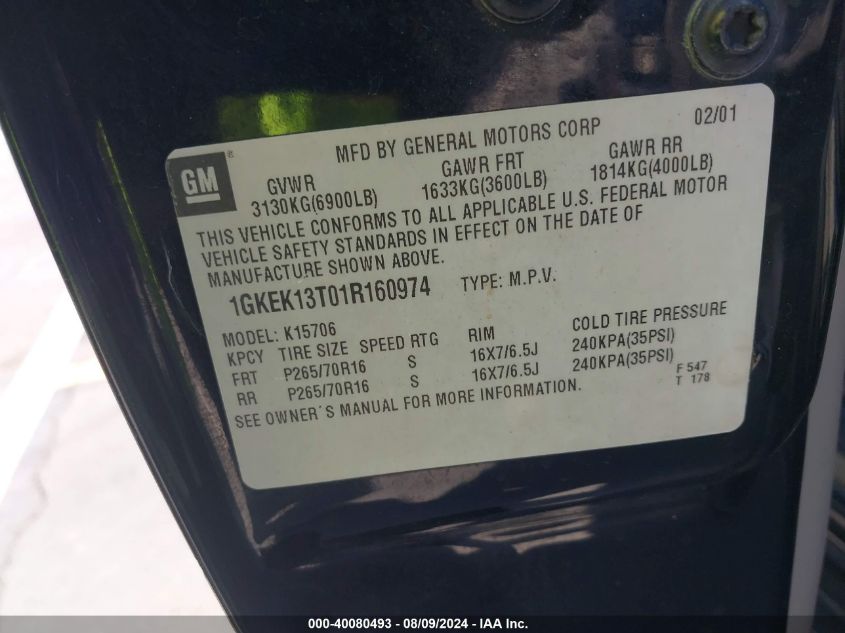 MFD BY GENERAL MOTORS CORP 02/01
GM
GVWR GAWR FRT GAWR RR
3130KG(6900LB) 1633KG(3600LB) 1814KG(4000LB)
THIS VEHICLE CONFORMS TO ALL APPLICABLE U.S. FEDERAL MOTOR
VEHICLE SAFETY STANDARDS IN EFFECT ON THE DATE OF
MANUFACTURE SHOWN ABOVE.
1GKEK13T01R160974 TYPE: M.P.V.
MODEL: K15706
KPCY TIRE SIZE SPEED RTG RIM COLD TIRE PRESSURE
FRT P265/70R16 S 16X7/6.5J 240KPA(35PSI)
RR P265/70R16 S 16X7/6.5J 240KPA(35PSI)
SEE OWNER'S MANUAL FOR MORE INFORMATION.
F 547
T 178
000-40080493 - 08/09/2024 - IAA Inc.